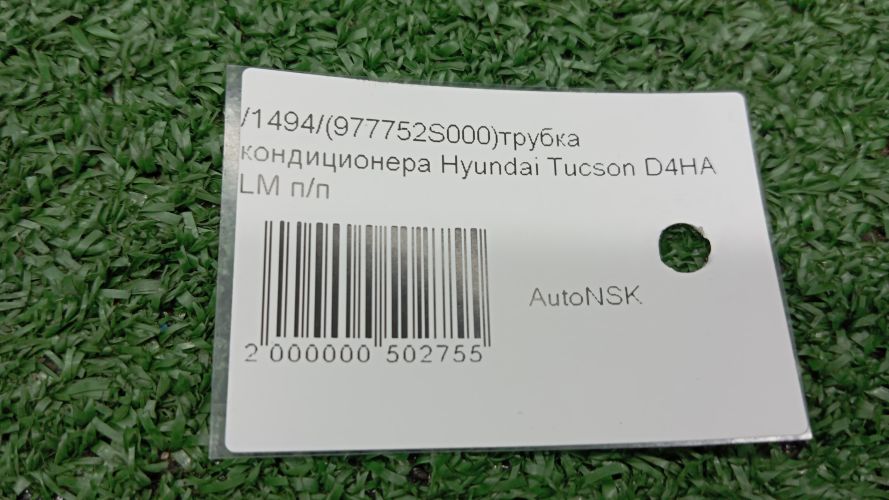 /1494/(977752S000)трубка
кондиционера Hyundai Tucson D4HA
LM п/п
AutoNSK
2 000000 502755